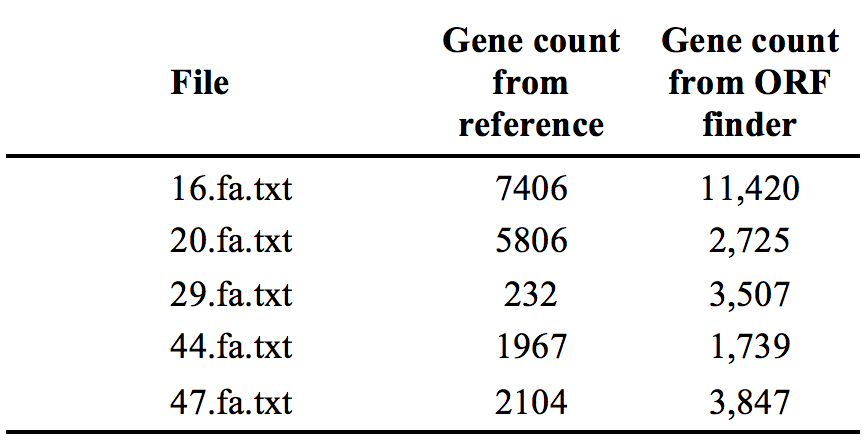 File Gene count from reference Gene count from ORF finder
16.fa.txt 7406 11,420
20.fa.txt 5806 2,725
29.fa.txt 232 3,507
44.fa.txt 1967 1,739
47.fa.txt 2104 3,847